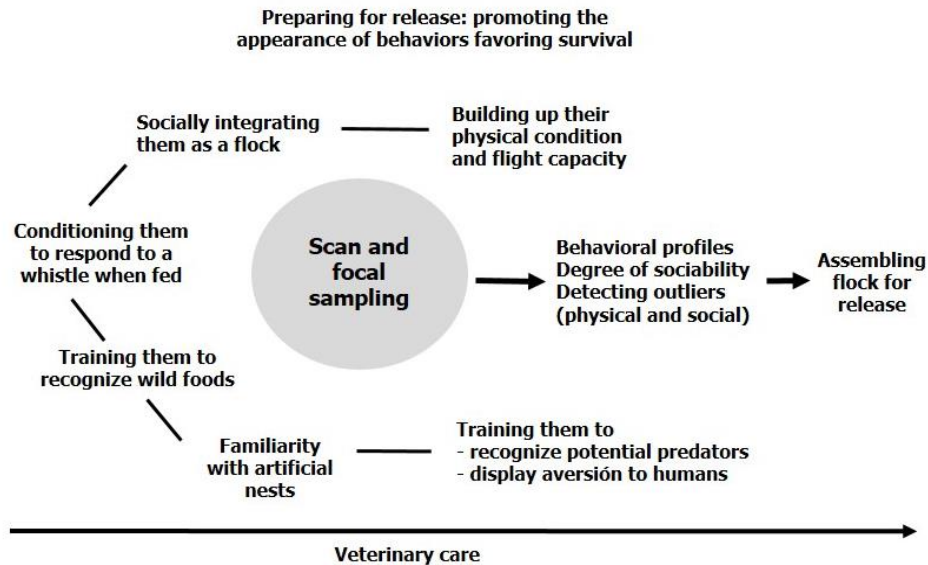 Preparing for release: promoting the
appearance of behaviors favoring survival
Socially integrating
them as a flock
Building up their
physical condition
and flight capacity
Conditioning them
to respond to a
whistle when fed
Scan and
focal
sampling
Behavioral profiles
Degree of sociability
Detecting outliers
(physical and social)
Assembling
flock for
release
Training them to
recognize wild foods
Familiarity
with artificial
nests
Training them to
- recognize potential predators
- display aversión to humans
Veterinary care